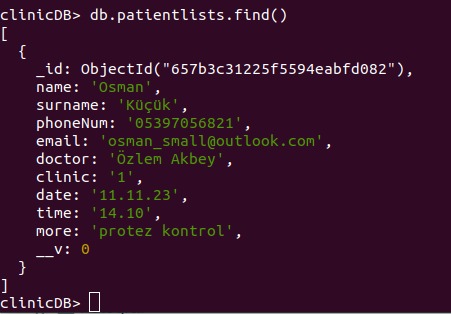 clinicDB> db.patientlists.find()
[
  {
    _id: ObjectId("657b3c31225f5594eabfd082"),
    name: 'Osman',
    surname: 'Küçük',
    phoneNum: '05397056821',
    email: 'osman_small@outlook.com',
    doctor: 'Özlem Akbey',
    clinic: '1',
    date: '11.11.23',
    time: '14.10',
    more: 'protez kontrol',
    __v: 0
  }
]
clinicDB>